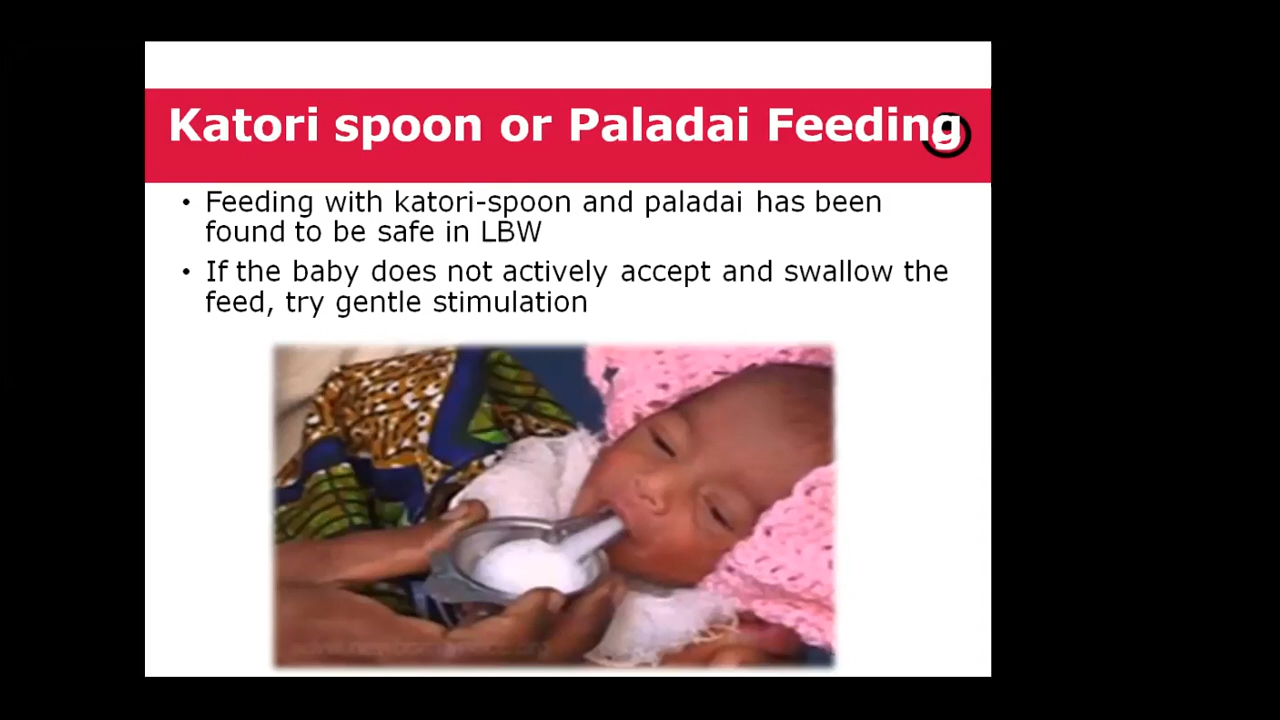 Katori spoon or Paladai Feeding
• Feeding with katori-spoon and paladai has been
found to be safe in LBW
• If the baby does not actively accept and swallow the
feed, try gentle stimulation